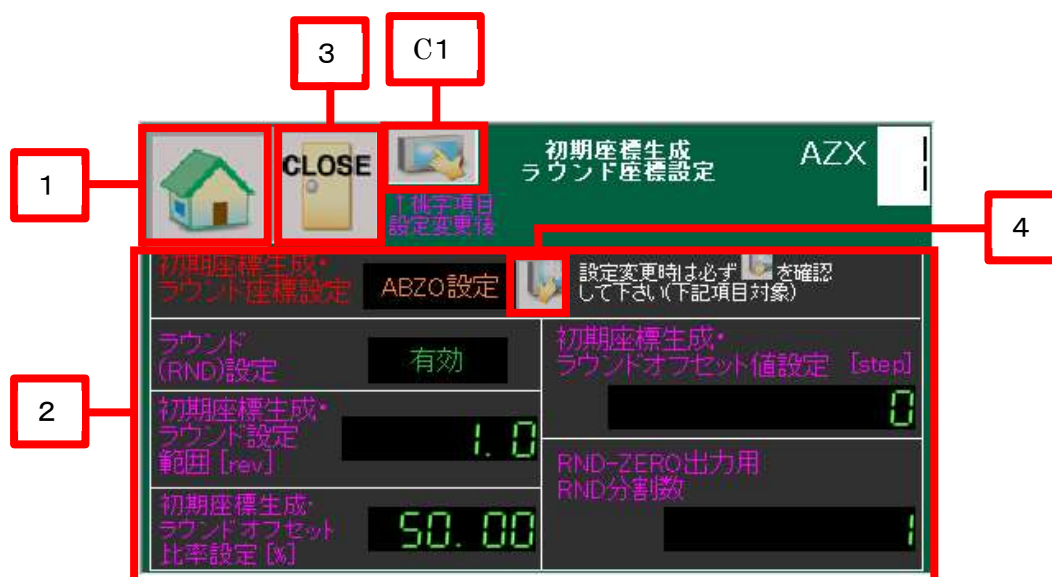 3
C1
1
CLOSE
初期座標生成
ラウンド座標設定
AZX
↑桃字項目
設定変更後
4
初期座標生成・
ラウンド座標設定
ABZO設定
設定変更時は必ず を確認
して下さい(下記項目対象)
2
ラウンド
(RND)設定
有効
初期座標生成・
ラウンドオフセット値設定 [step]
0
初期座標生成・
ラウンド設定
範囲 [rev]
1.0
RND-ZERO出力用
RND分割数
1
初期座標生成・
ラウンドオフセット
比率設定 [%]
50.00